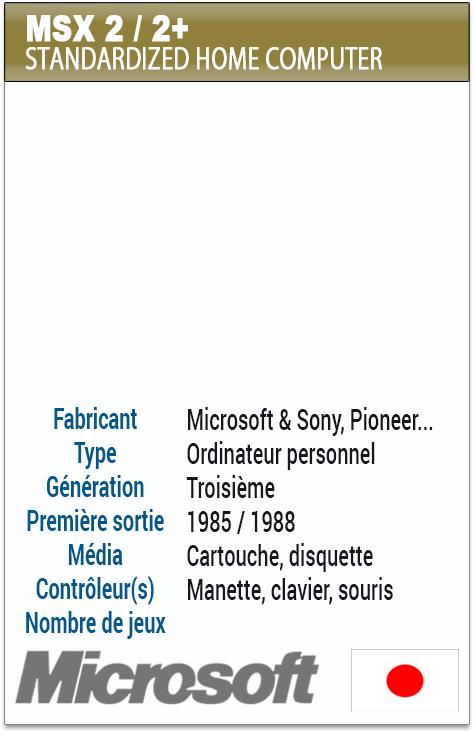 MSX 2 / 2+
STANDARDIZED HOME COMPUTER
Fabricant Microsoft & Sony, Pioneer...
Type Ordinateur personnel
Génération Troisième
Première sortie 1985 / 1988
Média Cartouche, disquette
Contrôleur(s) Manette, clavier, souris
Nombre de jeux
Microsoft